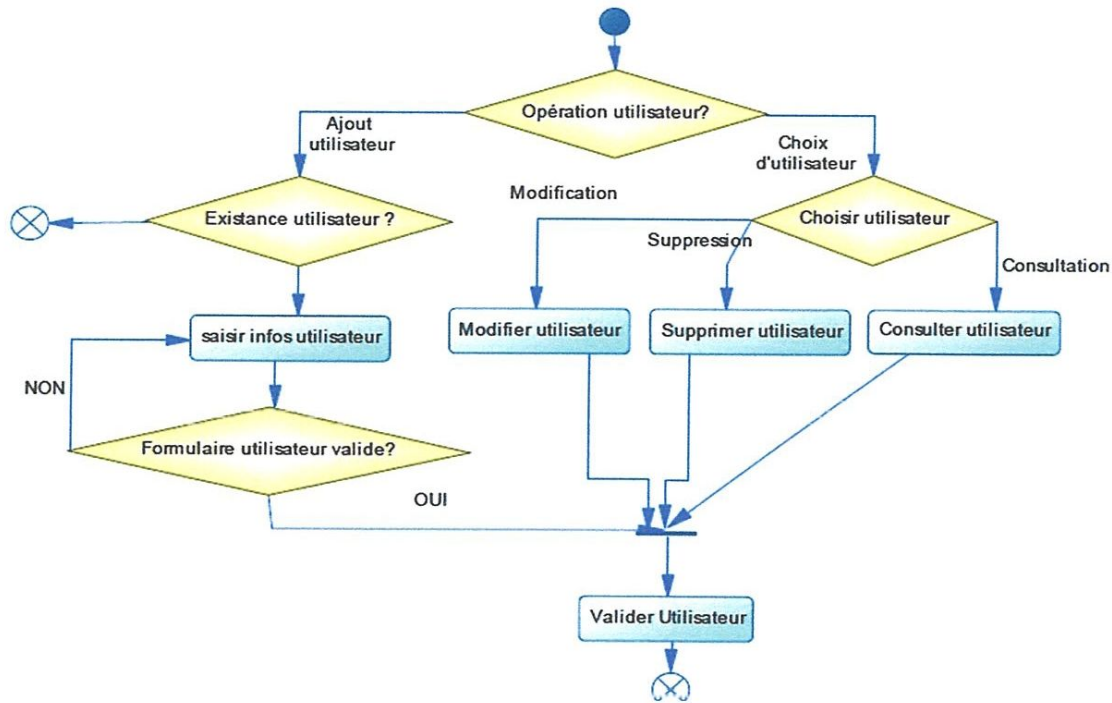 Opération utilisateur?
Ajout
utilisateur
Choix
d'utilisateur
Existance utilisateur ?
Modification
Choisir utilisateur
Suppression
Consultation
saisir infos utilisateur
Modifier utilisateur
Supprimer utilisateur
Consulter utilisateur
NON
Formulaire utilisateur valide?
OUI
Valider Utilisateur